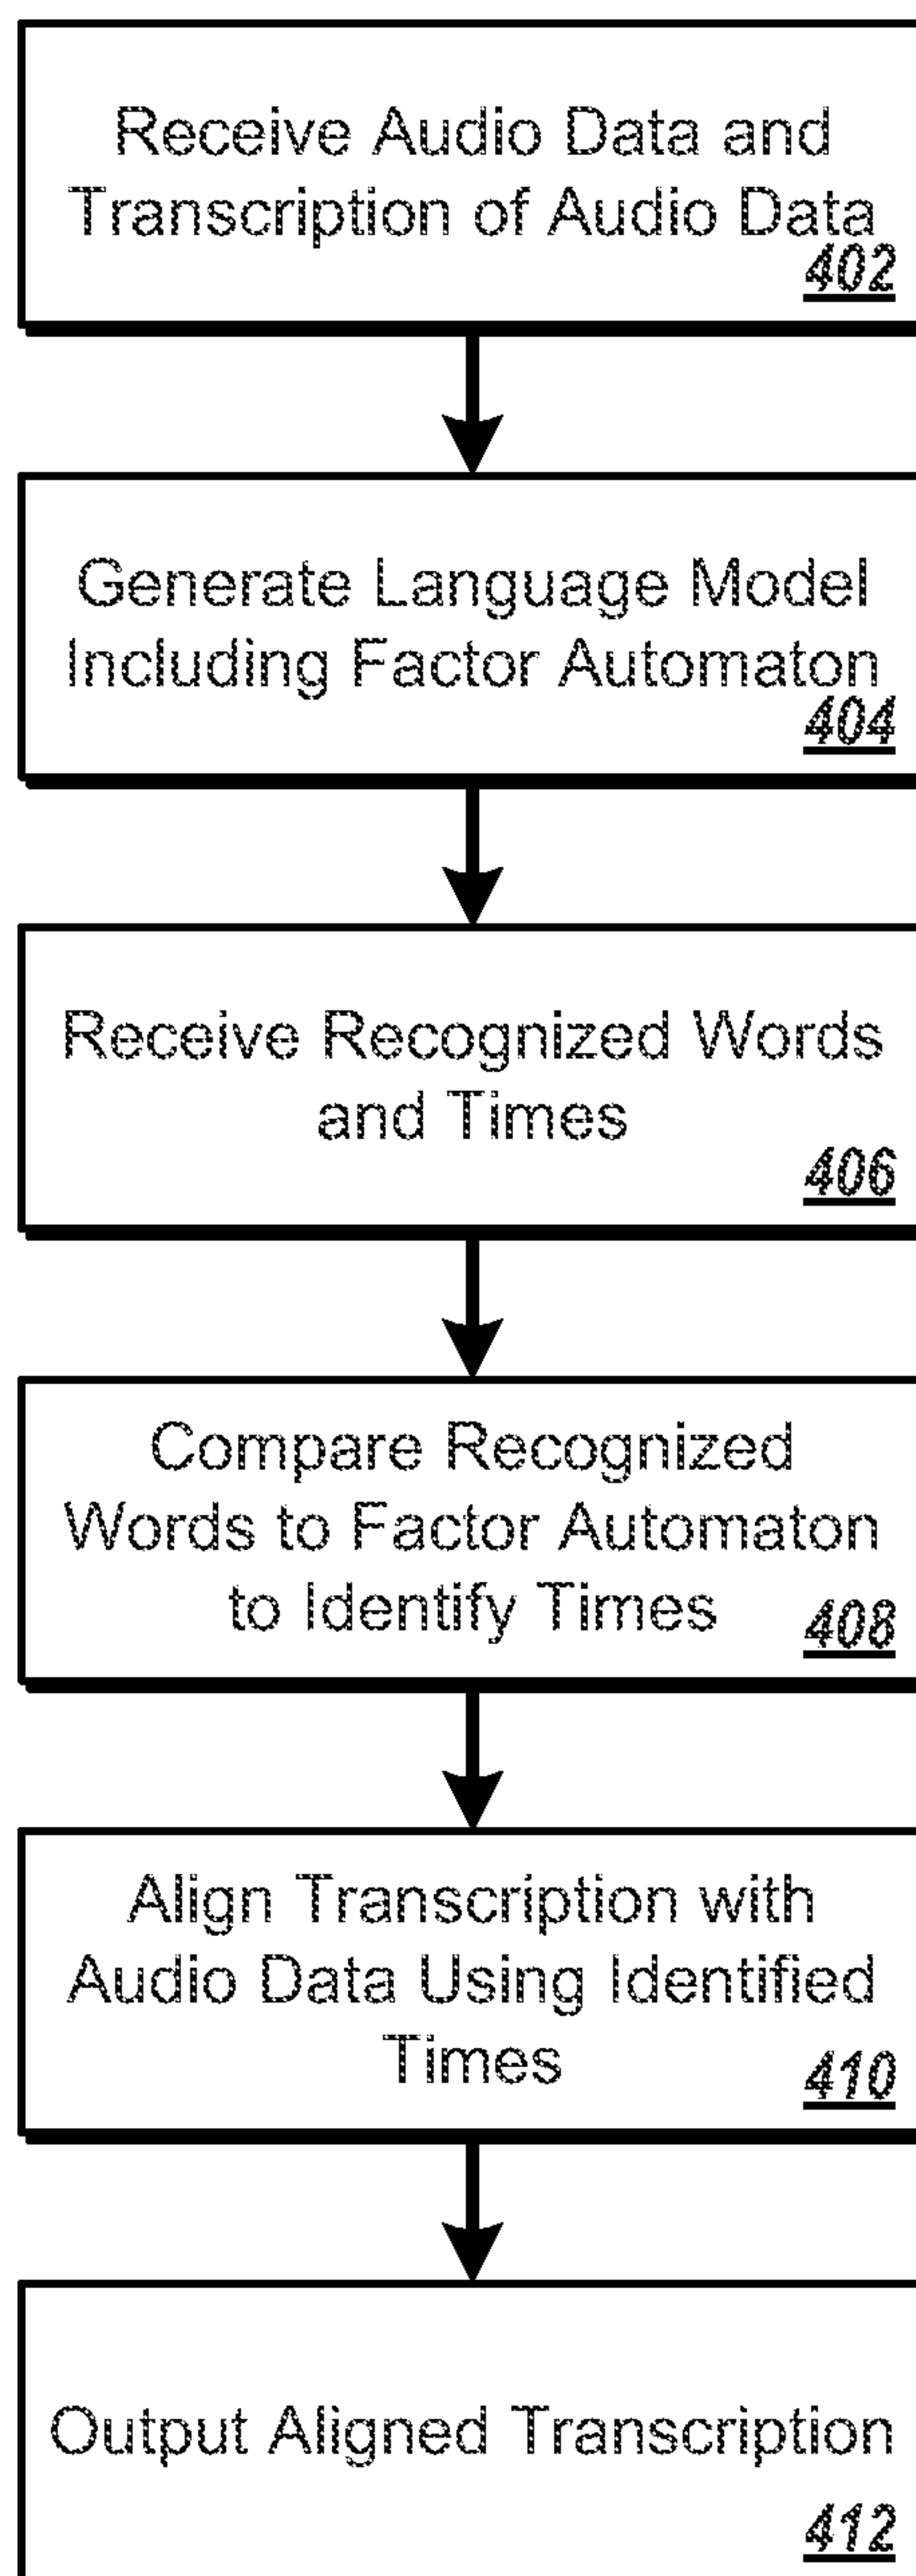 Receive Audio Data and
Transcription of Audio Data
402
Generate Language Model
Including Factor Automaton
404
Receive Recognized Words
and Times
406
Compare Recognized
Words to Factor Automaton
to Identify Times
408
Align Transcription with
Audio Data Using Identified
Times
410
Output Aligned Transcription
412